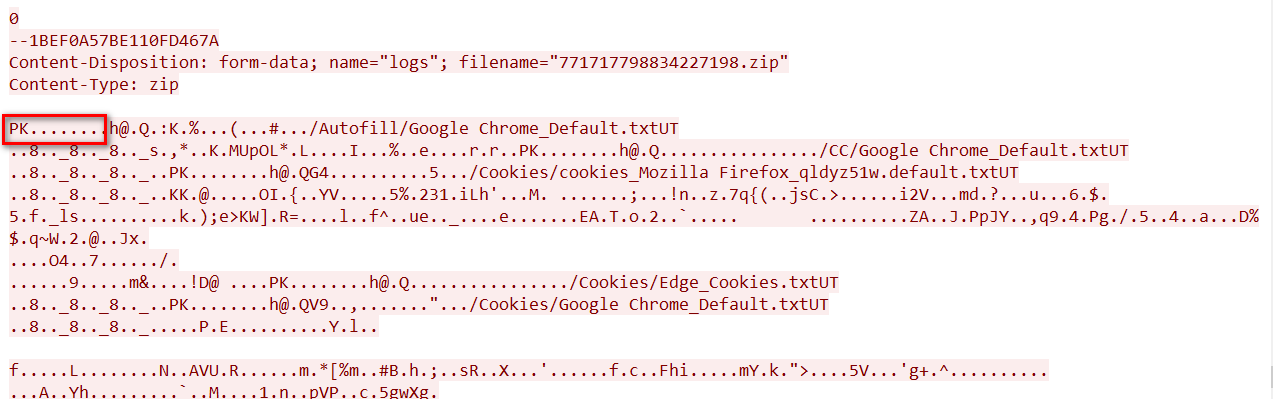 0
--1BEF0A57BE110FD467A
Content-Disposition: form-data; name="logs"; filename="771717798834227198.zip"
Content-Type: zip
PK........h@.Q.:K.%...(...#.../Autofill/Google Chrome_Default.txtUT
..8.._8.._8.._s.,*..K.MUpOL*.L....I...%..e....r.r..PK........h@.Q................/CC/Google Chrome_Default.txtUT
..8.._8.._8.._..PK........h@.QG4..........5.../Cookies/cookies_Mozilla Firefox_qldyz51w.default.txtUT
..8.._8.._8.._..KK.@.....OI.{..YV.....5%.231.iLh'...M. .......;...!n..z.7q{(..jsC.>......i2V...md.?...u...6.$.
5.f._ls..........k.);e>KW].R=....l..f^..ue.._....e.......EA.T.o.2..`..... ..........ZA..J.PpJY..,q9.4.Pg./.5..4..a...D%
$.q~W.2.@..Jx.
....O4..7....../.
......9.....m&....!D@ ....PK........h@.Q................/Cookies/Edge_Cookies.txtUT
..8.._8.._8.._..PK........h@.QV9..,.......".../Cookies/Google Chrome_Default.txtUT
..8.._8.._8.._.....P.E..........Y.l..
f.....L........N..AVU.R......m.*[%m..#B.h.;..sR..X...'......f.c..Fhi.....mY.k.">....5V...'g+.^..........
...A..Yh.........`..M....1.n..pVP..c.5gwXg.